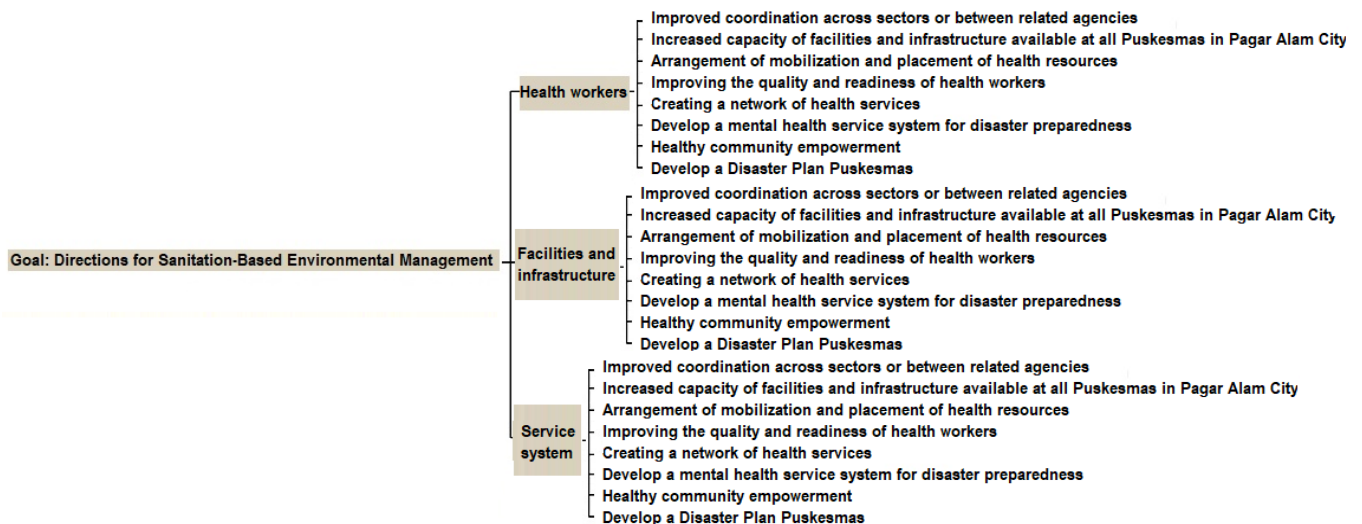 Goal: Directions for Sanitation-Based Environmental Management
Health workers
Improved coordination across sectors or between related agencies
Increased capacity of facilities and infrastructure available at all Puskesmas in Pagar Alam City
Arrangement of mobilization and placement of health resources
Improving the quality and readiness of health workers
Creating a network of health services
Develop a mental health service system for disaster preparedness
Healthy community empowerment
Develop a Disaster Plan Puskesmas
Facilities and
infrastructure
Improved coordination across sectors or between related agencies
Increased capacity of facilities and infrastructure available at all Puskesmas in Pagar Alam City
Arrangement of mobilization and placement of health resources
Improving the quality and readiness of health workers
Creating a network of health services
Develop a mental health service system for disaster preparedness
Healthy community empowerment
Develop a Disaster Plan Puskesmas
Service
system
Improved coordination across sectors or between related agencies
Increased capacity of facilities and infrastructure available at all Puskesmas in Pagar Alam City
Arrangement of mobilization and placement of health resources
Improving the quality and readiness of health workers
Creating a network of health services
Develop a mental health service system for disaster preparedness
Healthy community empowerment
Develop a Disaster Plan Puskesmas